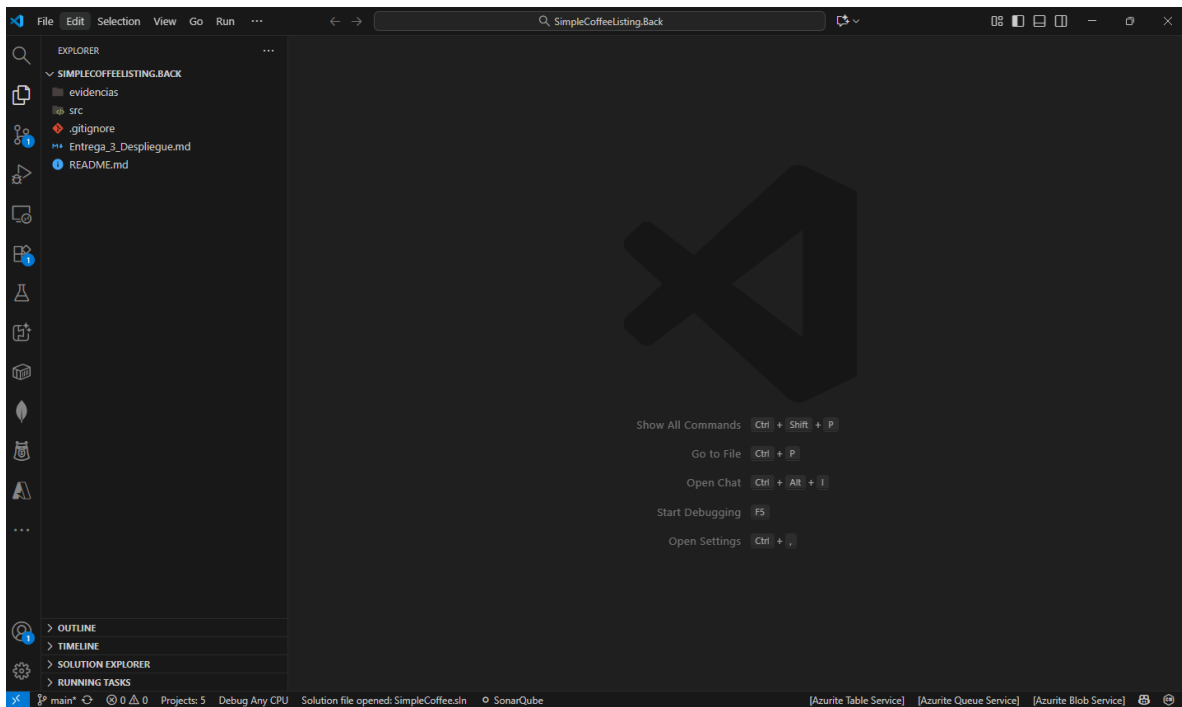 File Edit Selection View Go Run ··· SimpleCoffeeListing.Back
EXPLORER ···
SIMPLECOFFEELISTING.BACK
evidencias
src
.gitignore
Entrega_3_Despliegue.md
README.md
1
1
Show All Commands Ctrl + Shift + P
Go to File Ctrl + P
Open Chat Ctrl + Alt + I
Start Debugging F5
Open Settings Ctrl + ,
OUTLINE
1
TIMELINE
SOLUTION EXPLORER
RUNNING TASKS
main* 0 0 Projects: 5 Debug Any CPU Solution file opened: SimpleCoffee.sln SonarQube [Azurite Table Service] [Azurite Queue Service] [Azurite Blob Service]